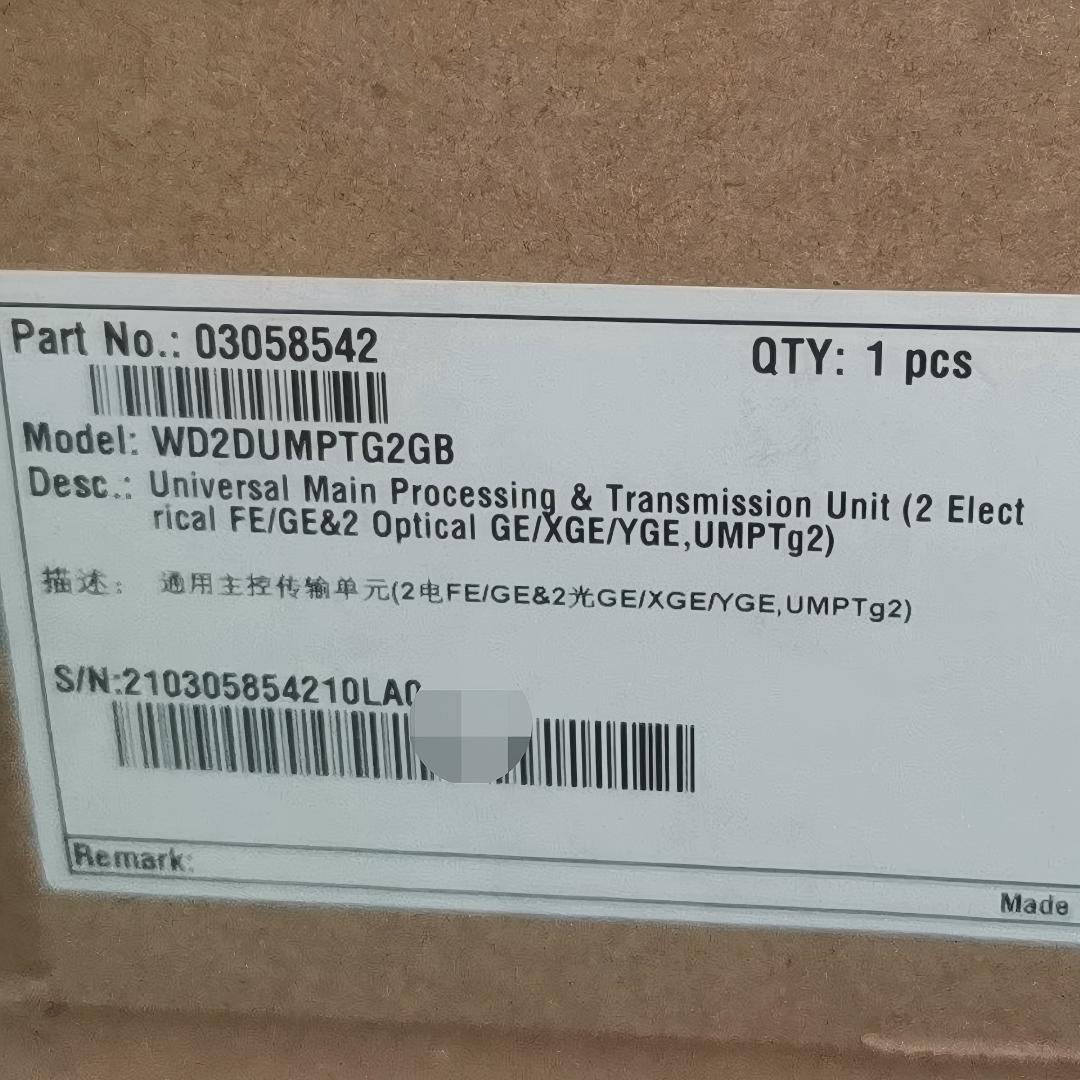 Part No.: 03058542
QTY: 1 pcs
Model: WD2DUMPTG2GB
Desc.: Universal Main Processing & Transmission Unit (2 Elect
rical FE/GE&2 Optical GE/XGE/YGE,UMPTg2)
描述: 通用主控传输单元(2电FE/GE&2光GE/XGE/YGE,UMPTg2)
S/N:210305854210LA0
Remark:
Made